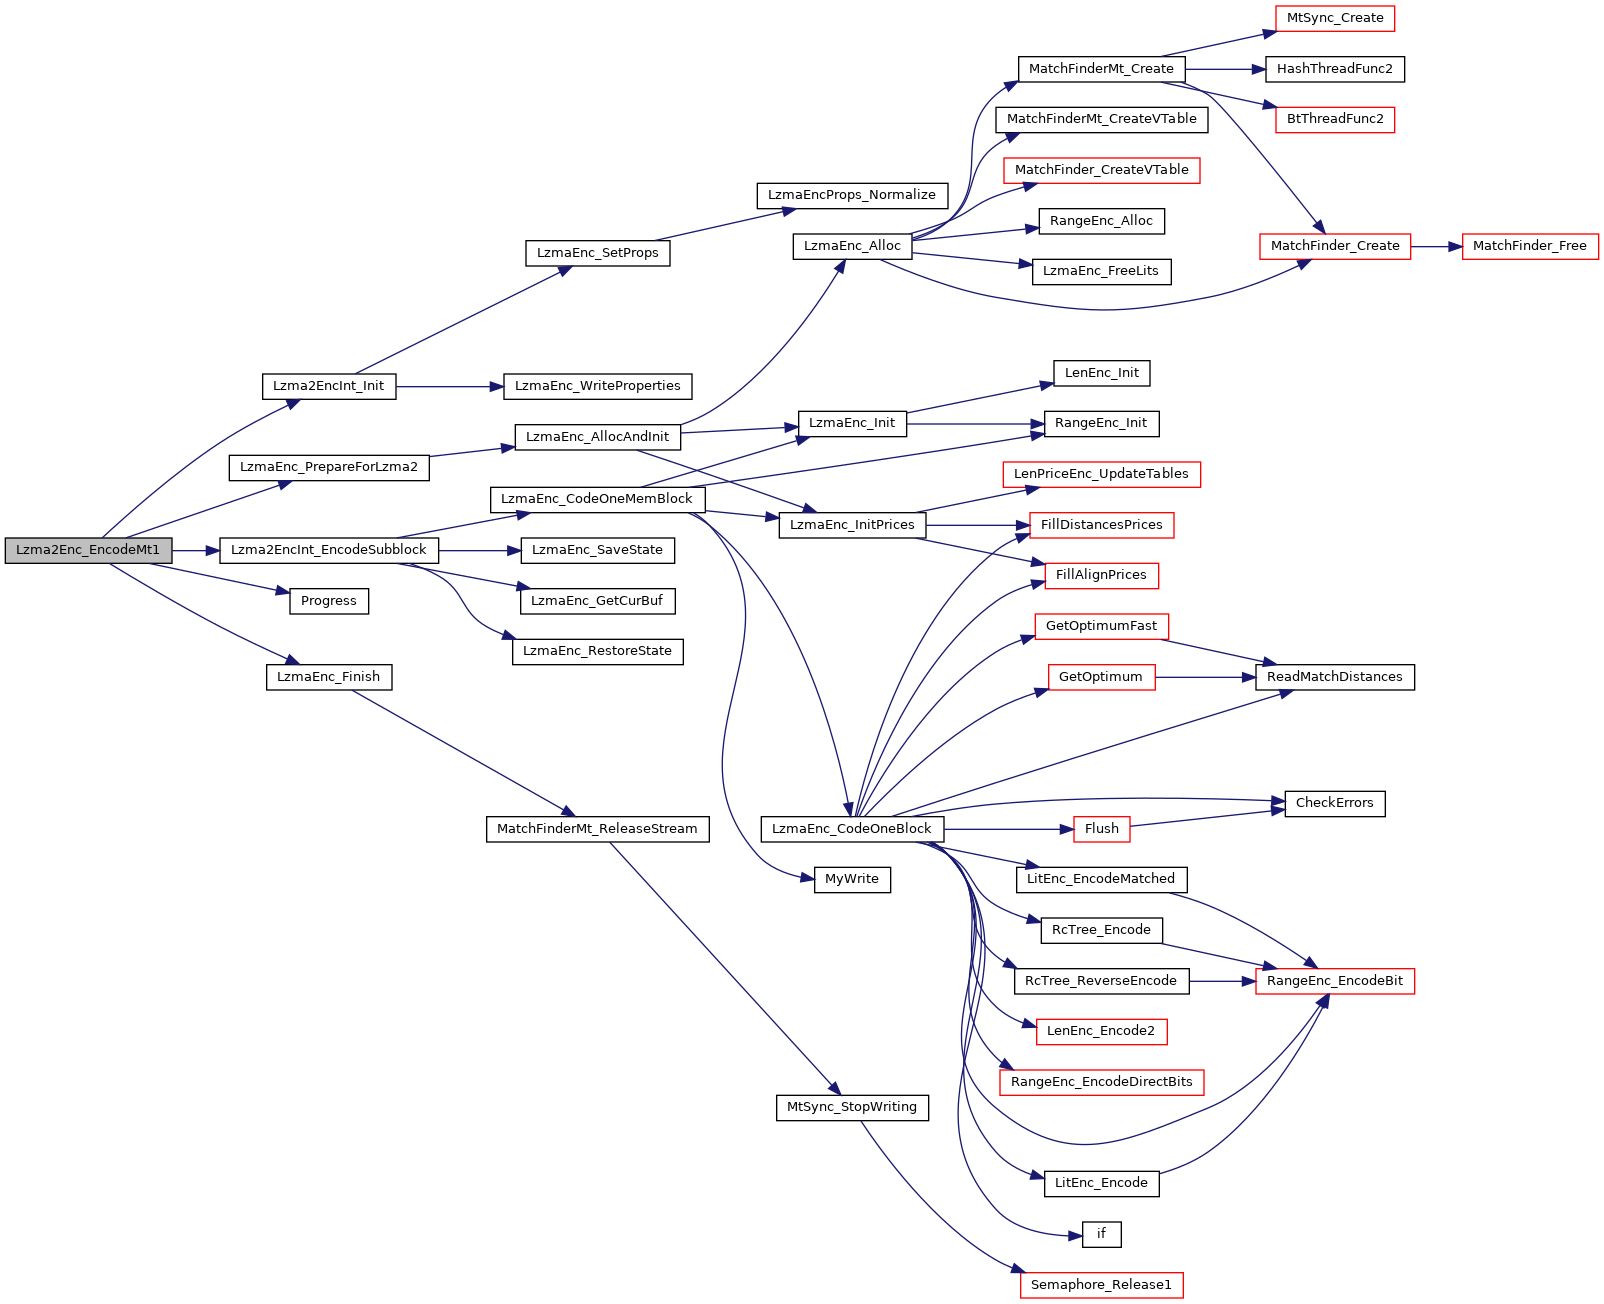 MtSync_Create
MatchFinderMt_Create
HashThreadFunc2
MatchFinderMt_CreateVTable
BtThreadFunc2
MatchFinder_CreateVTable
LzmaEncProps_Normalize
RangeEnc_Alloc
LzmaEnc_SetProps
LzmaEnc_Alloc
MatchFinder_Create
MatchFinder_Free
LzmaEnc_FreeLits
LenEnc_Init
Lzma2EncInt_Init
LzmaEnc_WriteProperties
LzmaEnc_Init
RangeEnc_Init
LzmaEnc_AllocAndInit
LzmaEnc_PrepareForLzma2
LenPriceEnc_UpdateTables
LzmaEnc_CodeOneMemBlock
LzmaEnc_InitPrices
FillDistancesPrices
Lzma2Enc_EncodeMt1
Lzma2EncInt_EncodeSubblock
LzmaEnc_SaveState
FillAlignPrices
Progress
LzmaEnc_GetCurBuf
GetOptimumFast
LzmaEnc_RestoreState
LzmaEnc_Finish
GetOptimum
ReadMatchDistances
CheckErrors
MatchFinderMt_ReleaseStream
LzmaEnc_CodeOneBlock
Flush
MyWrite
LitEnc_EncodeMatched
RcTree_Encode
RcTree_ReverseEncode
RangeEnc_EncodeBit
LenEnc_Encode2
RangeEnc_EncodeDirectBits
MtSync_StopWriting
LitEnc_Encode
if
Semaphore_Release1